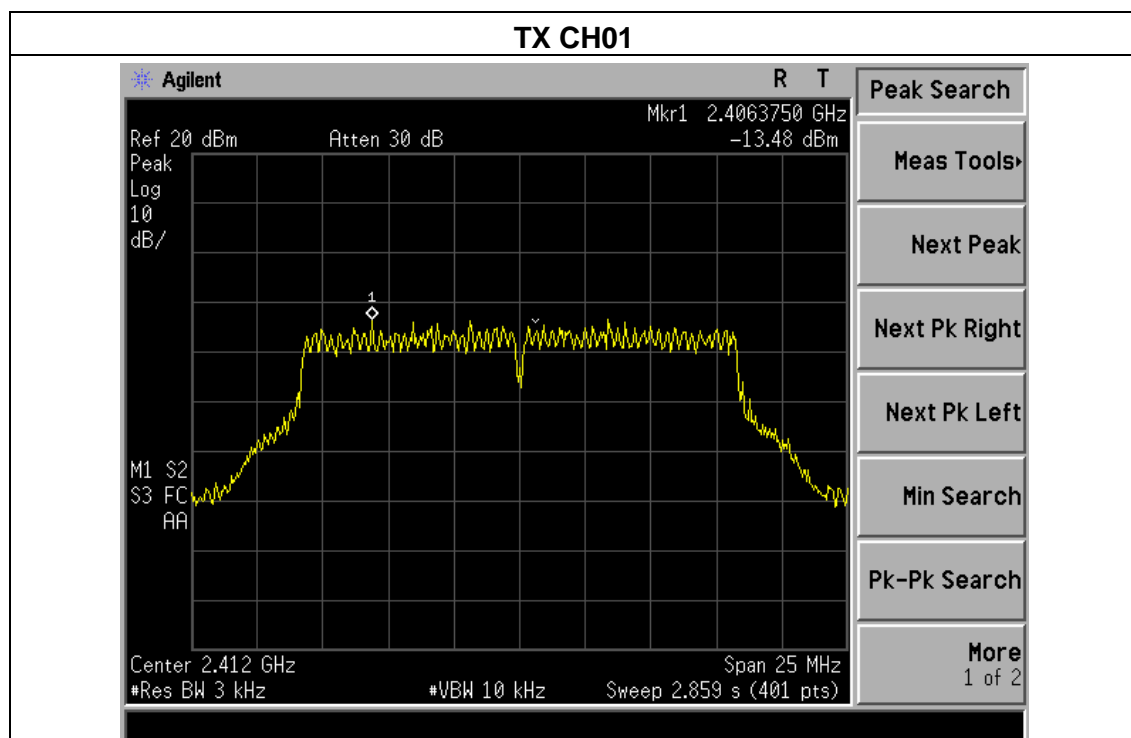 TX CH01
Agilent
R T
Peak Search
Mkr1 2.4063750 GHz
Ref 20 dBm Atten 30 dB -13.48 dBm
Peak
Log
10
dB/
1
M1 S2
S3 FC
AA
Center 2.412 GHz Span 25 MHz
#Res BW 3 kHz #VBW 10 kHz Sweep 2.859 s (401 pts)
Meas Tools
Next Peak
Next Pk Right
Next Pk Left
Min Search
Pk-Pk Search
More
1 of 2